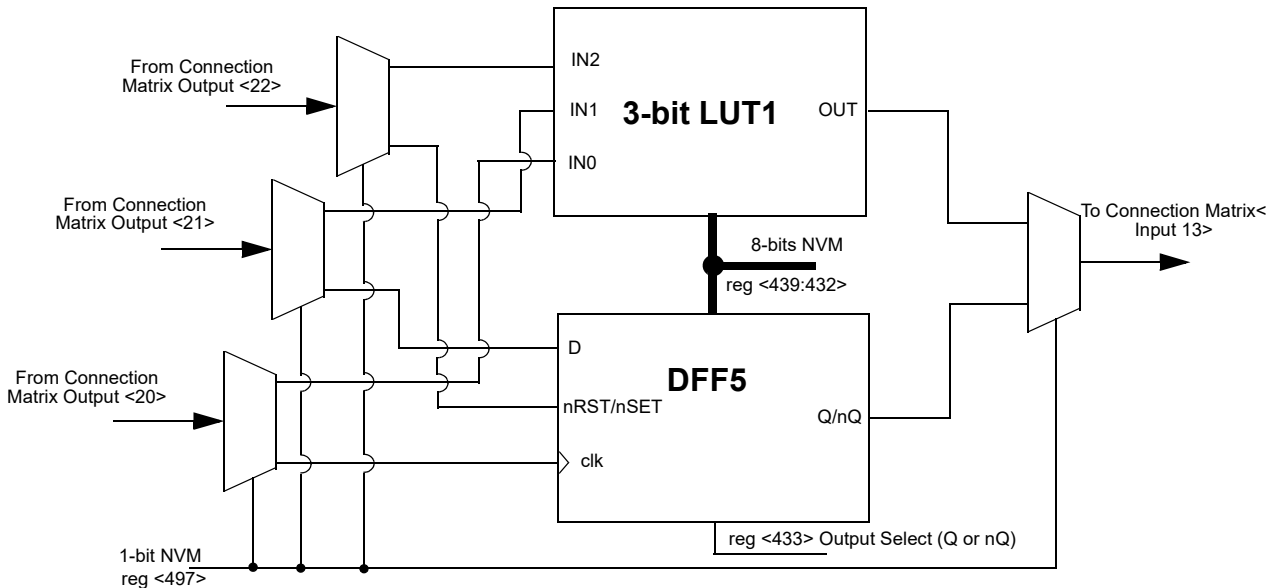 From Connection
Matrix Output <22>
IN2
IN1
IN0
3-bit LUT1
OUT
From Connection
Matrix Output <21>
To Connection Matrix<
Input 13>
8-bits NVM
reg <439:432>
D
DFF5
nRST/nSET
Q/nQ
clk
From Connection
Matrix Output <20>
reg <433> Output Select (Q or nQ)
1-bit NVM
reg <497>